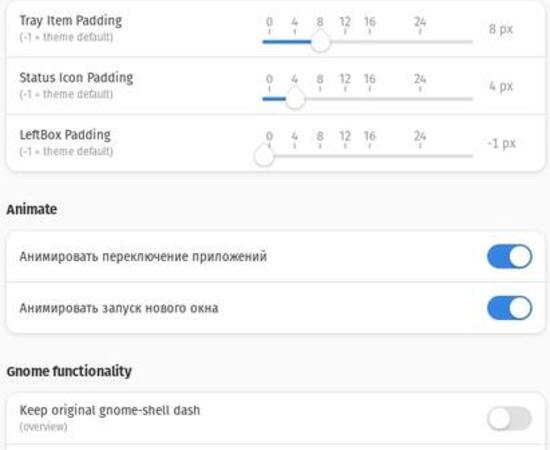 Tray Item Padding
(-1 = theme default)
0 4 8 12 16 24
8 px
Status Icon Padding
(-1 = theme default)
0 4 8 12 16 24
4 px
LeftBox Padding
(-1 = theme default)
0 4 8 12 16 24
-1 px
Animate
Анимировать переключение приложений
Анимировать запуск нового окна
Gnome functionality
Keep original gnome-shell dash
(overview)